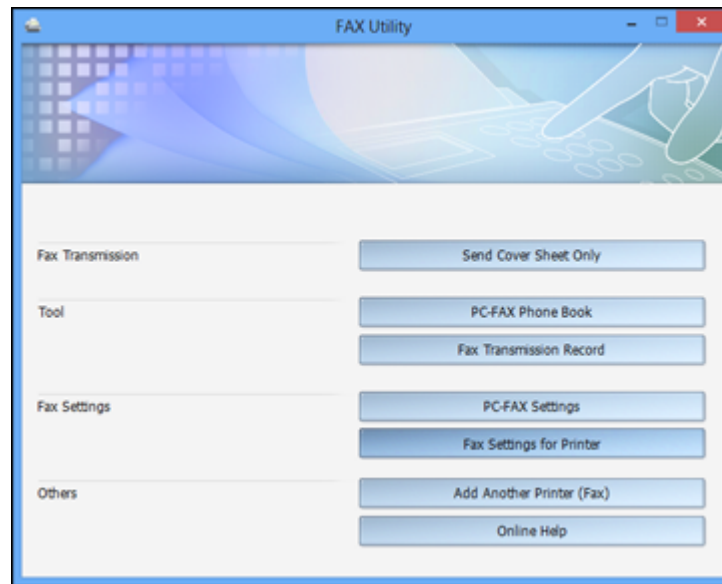 FAX Utility
Fax Transmission
Send Cover Sheet Only
Tool
PC-FAX Phone Book
Fax Transmission Record
Fax Settings
PC-FAX Settings
Fax Settings for Printer
Others
Add Another Printer (Fax)
Online Help